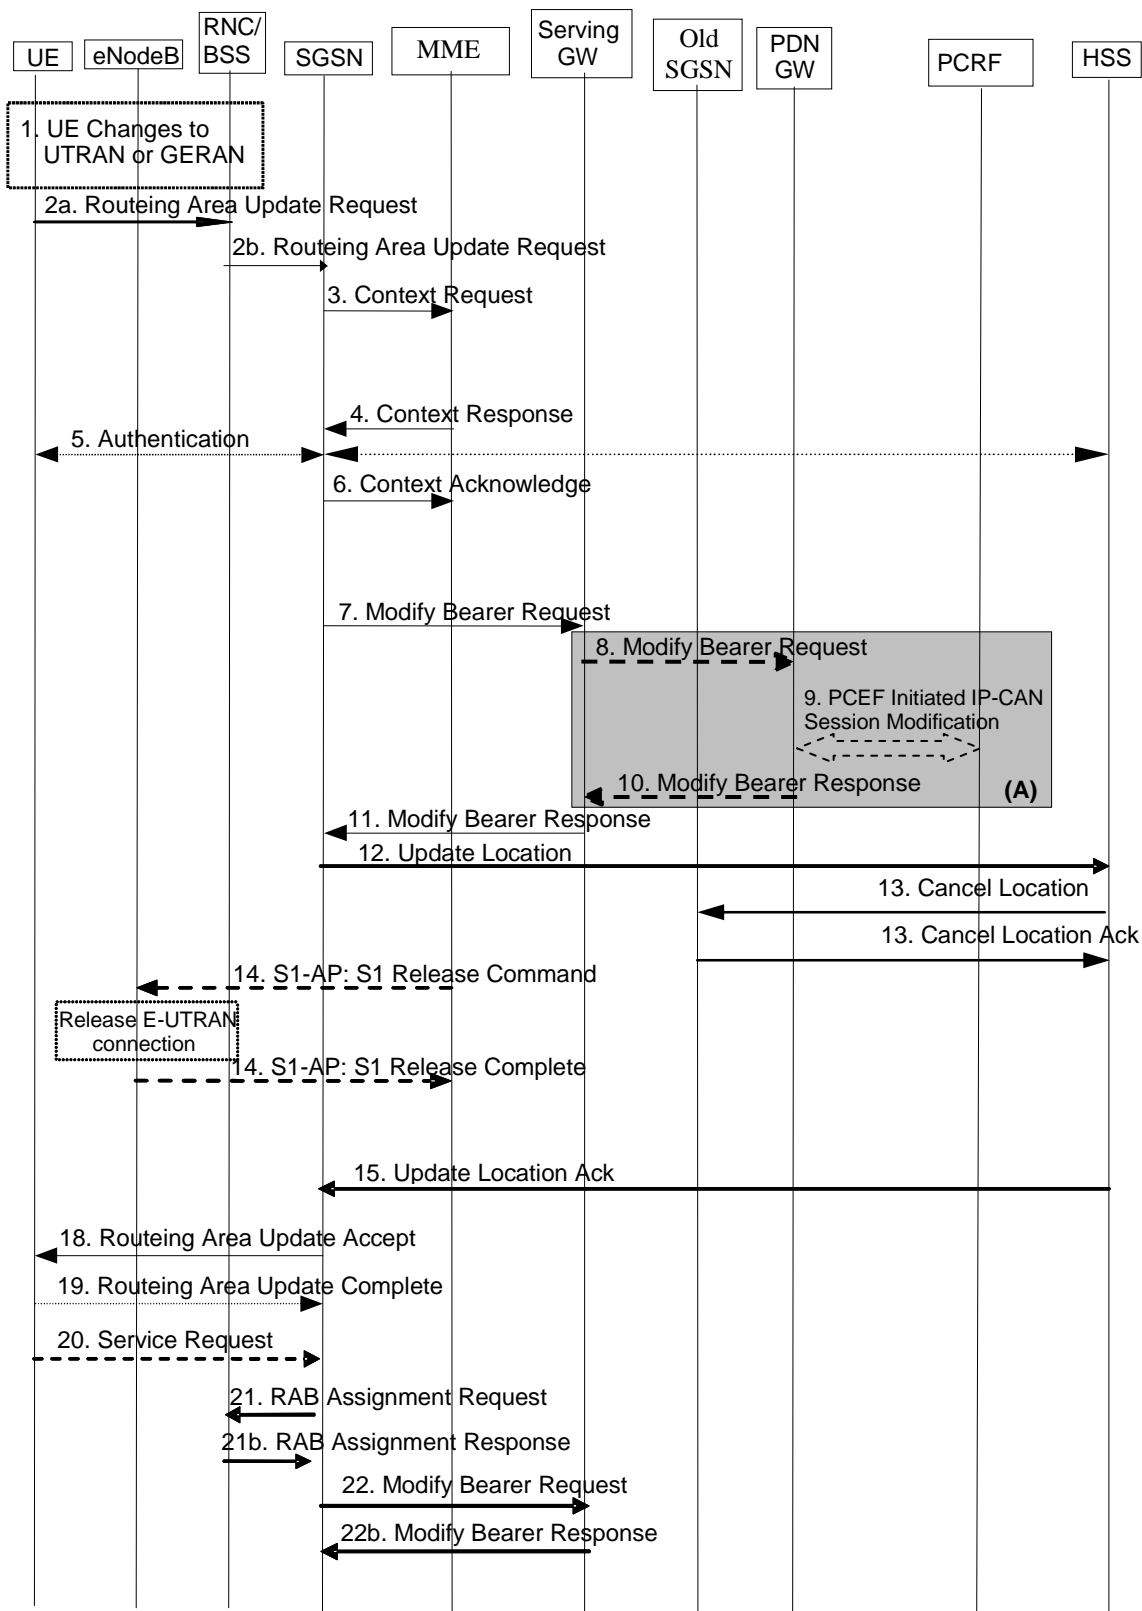 UE
eNodeB
RNC/
BSS
SGSN
MME
Serving
GW
Old
SGSN
PDN
GW
PCRF
HSS
1. UE Changes to
UTRAN or GERAN
2a. Routeing Area Update Request
2b. Routeing Area Update Request
3. Context Request
4. Context Response
5. Authentication
6. Context Acknowledge
7. Modify Bearer Request
8. Modify Bearer Request
9. PCEF Initiated IP-CAN
Session Modification
10. Modify Bearer Response
(A)
11. Modify Bearer Response
12. Update Location
13. Cancel Location
13. Cancel Location Ack
14. S1-AP: S1 Release Command
Release E-UTRAN
connection
14. S1-AP: S1 Release Complete
15. Update Location Ack
18. Routeing Area Update Accept
19. Routeing Area Update Complete
20. Service Request
21. RAB Assignment Request
21b. RAB Assignment Response
22. Modify Bearer Request
22b. Modify Bearer Response